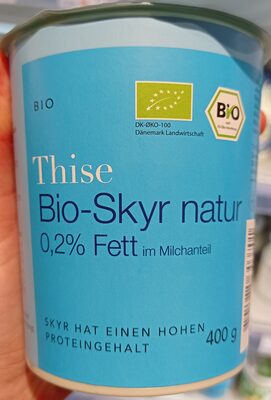 BIO
DK-ØKO-100
Dänemark Landwirtschaft
Bio
Thise
Bio-Skyr natur
0,2% Fett im Milchanteil
SKYR HAT EINEN HOHEN
PROTEINGEHALT
400 g